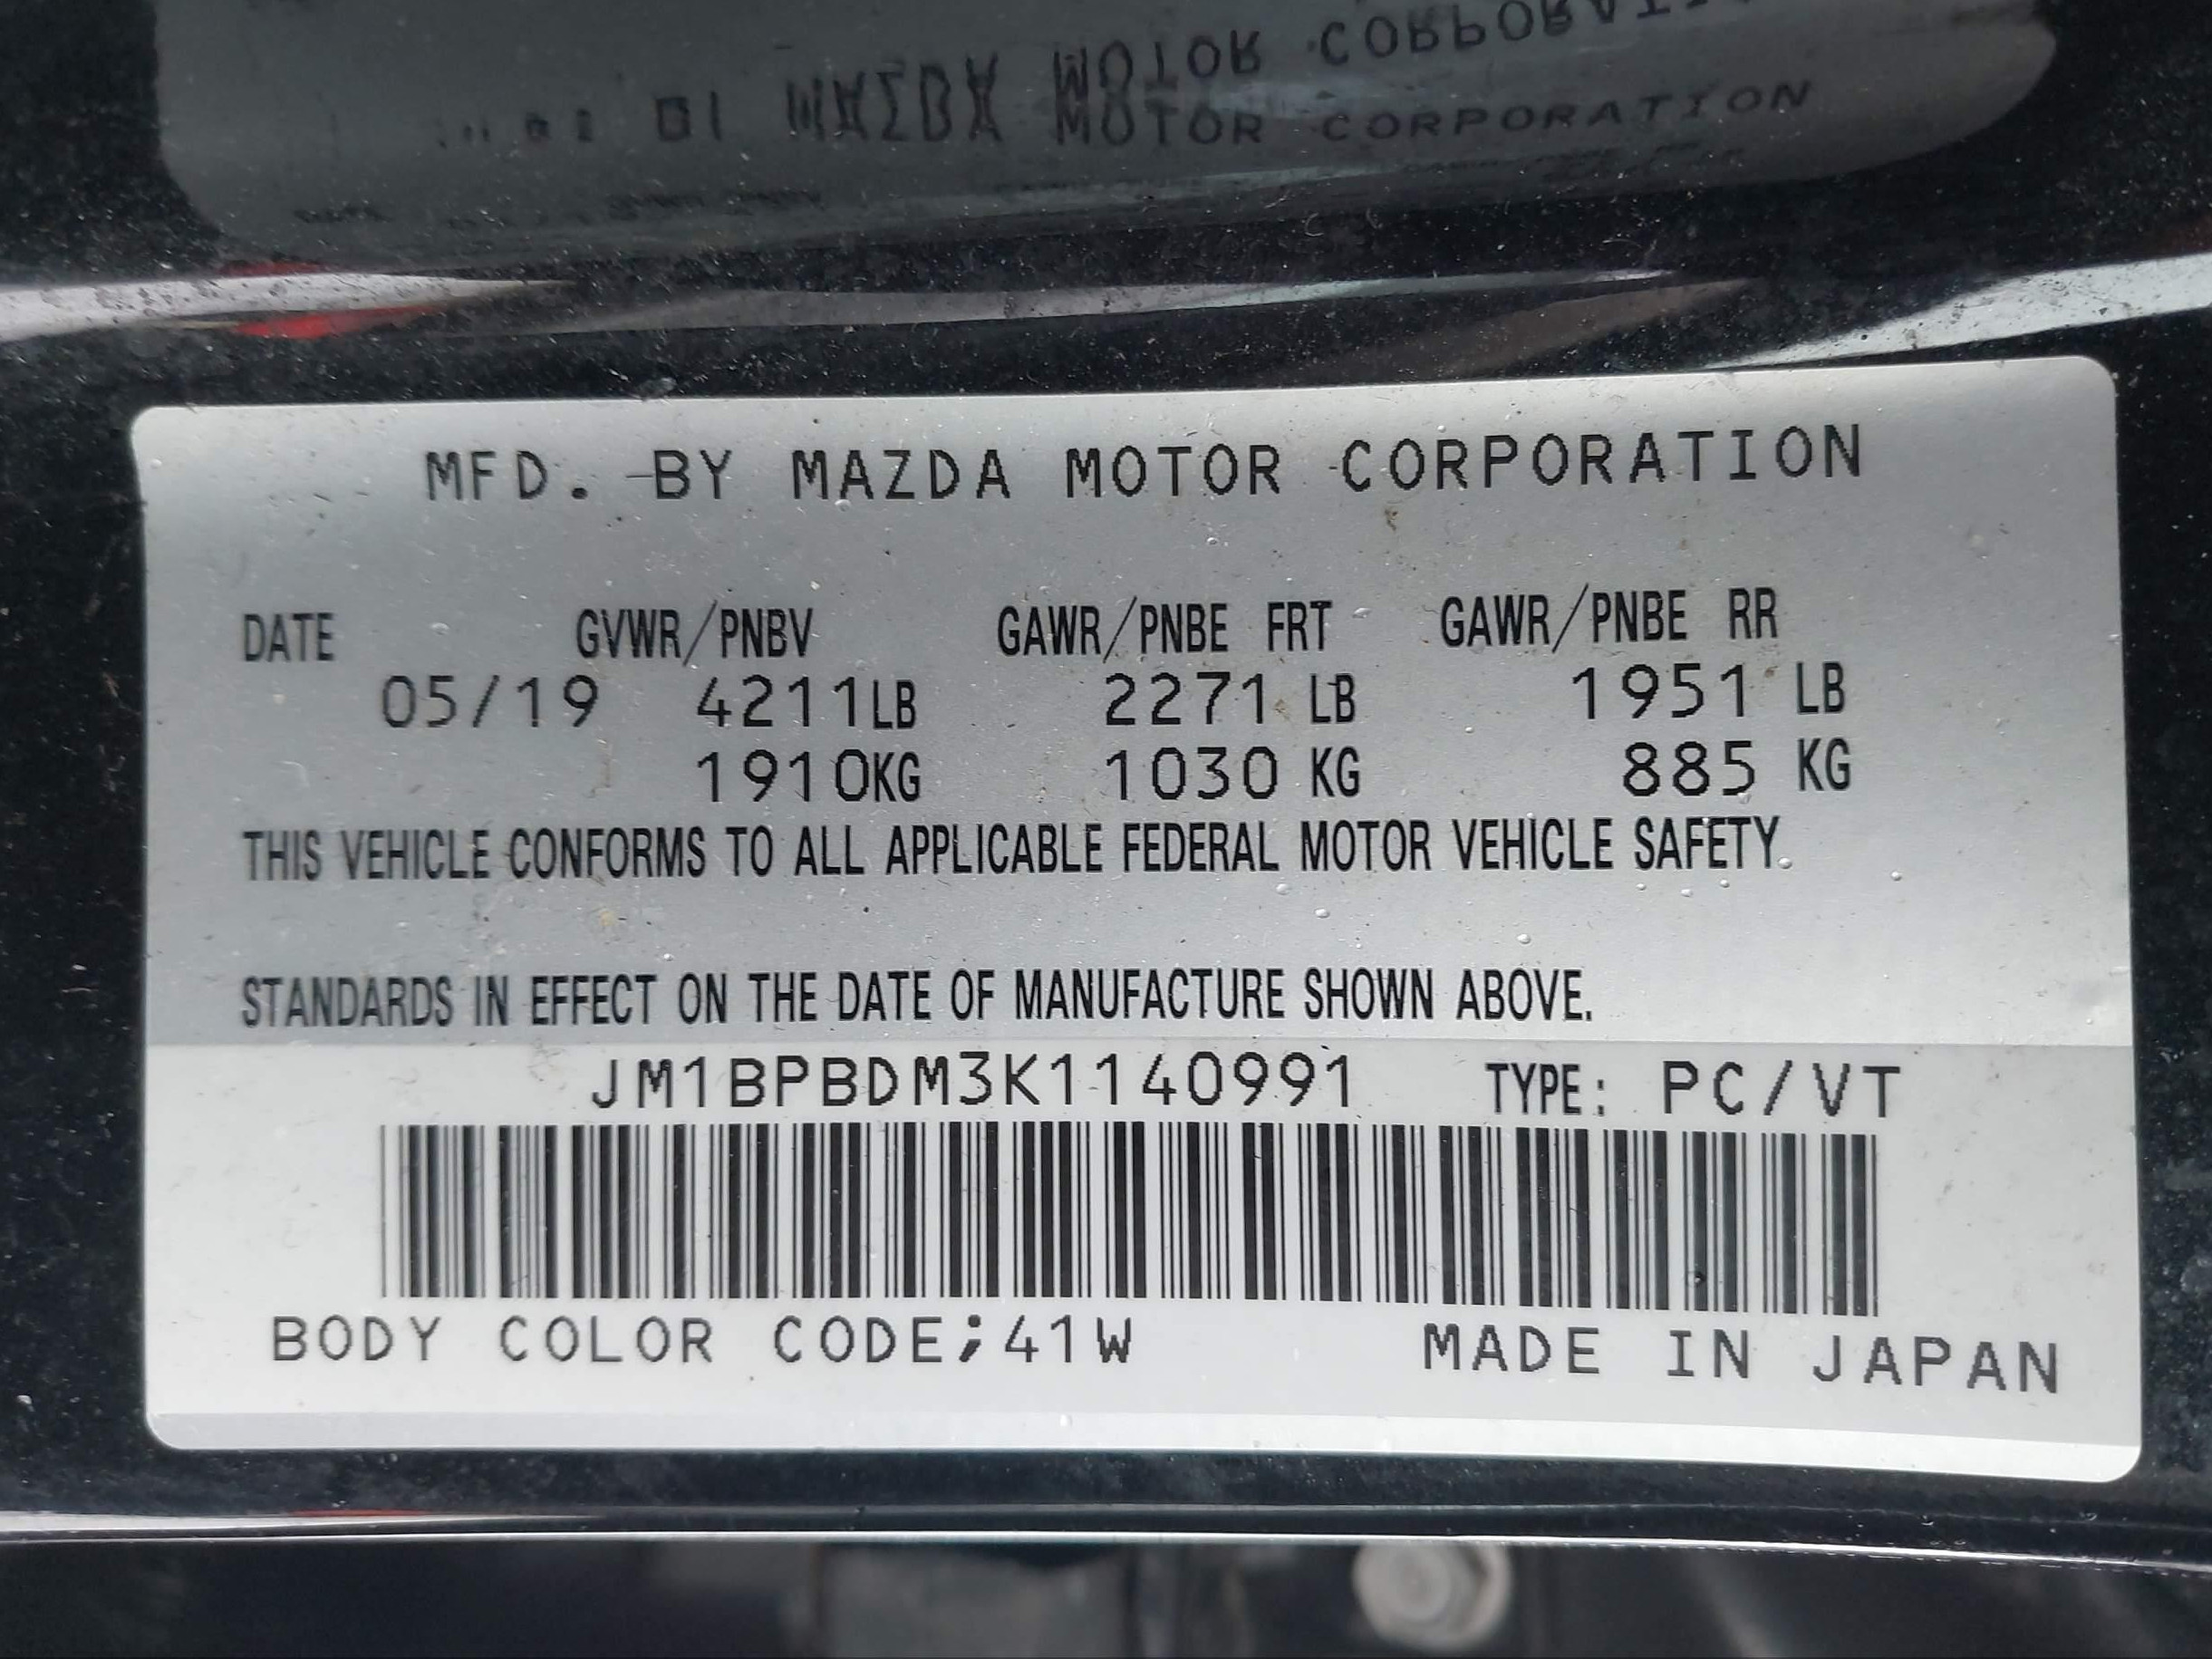 MOTOR CORPORATION
MFD. BY MAZDA MOTOR CORPORATION
DATE GVWR/PNBV GAWR/PNBE FRT GAWR/PNBE RR
05/19 4211LB 2271 LB 1951 LB
1910KG 1030 KG 885 KG
THIS VEHICLE CONFORMS TO ALL APPLICABLE FEDERAL MOTOR VEHICLE SAFETY
STANDARDS IN EFFECT ON THE DATE OF MANUFACTURE SHOWN ABOVE.
JM1BPBDM3K1140991 TYPE: PC/VT
BODY COLOR CODE;41W MADE IN JAPAN